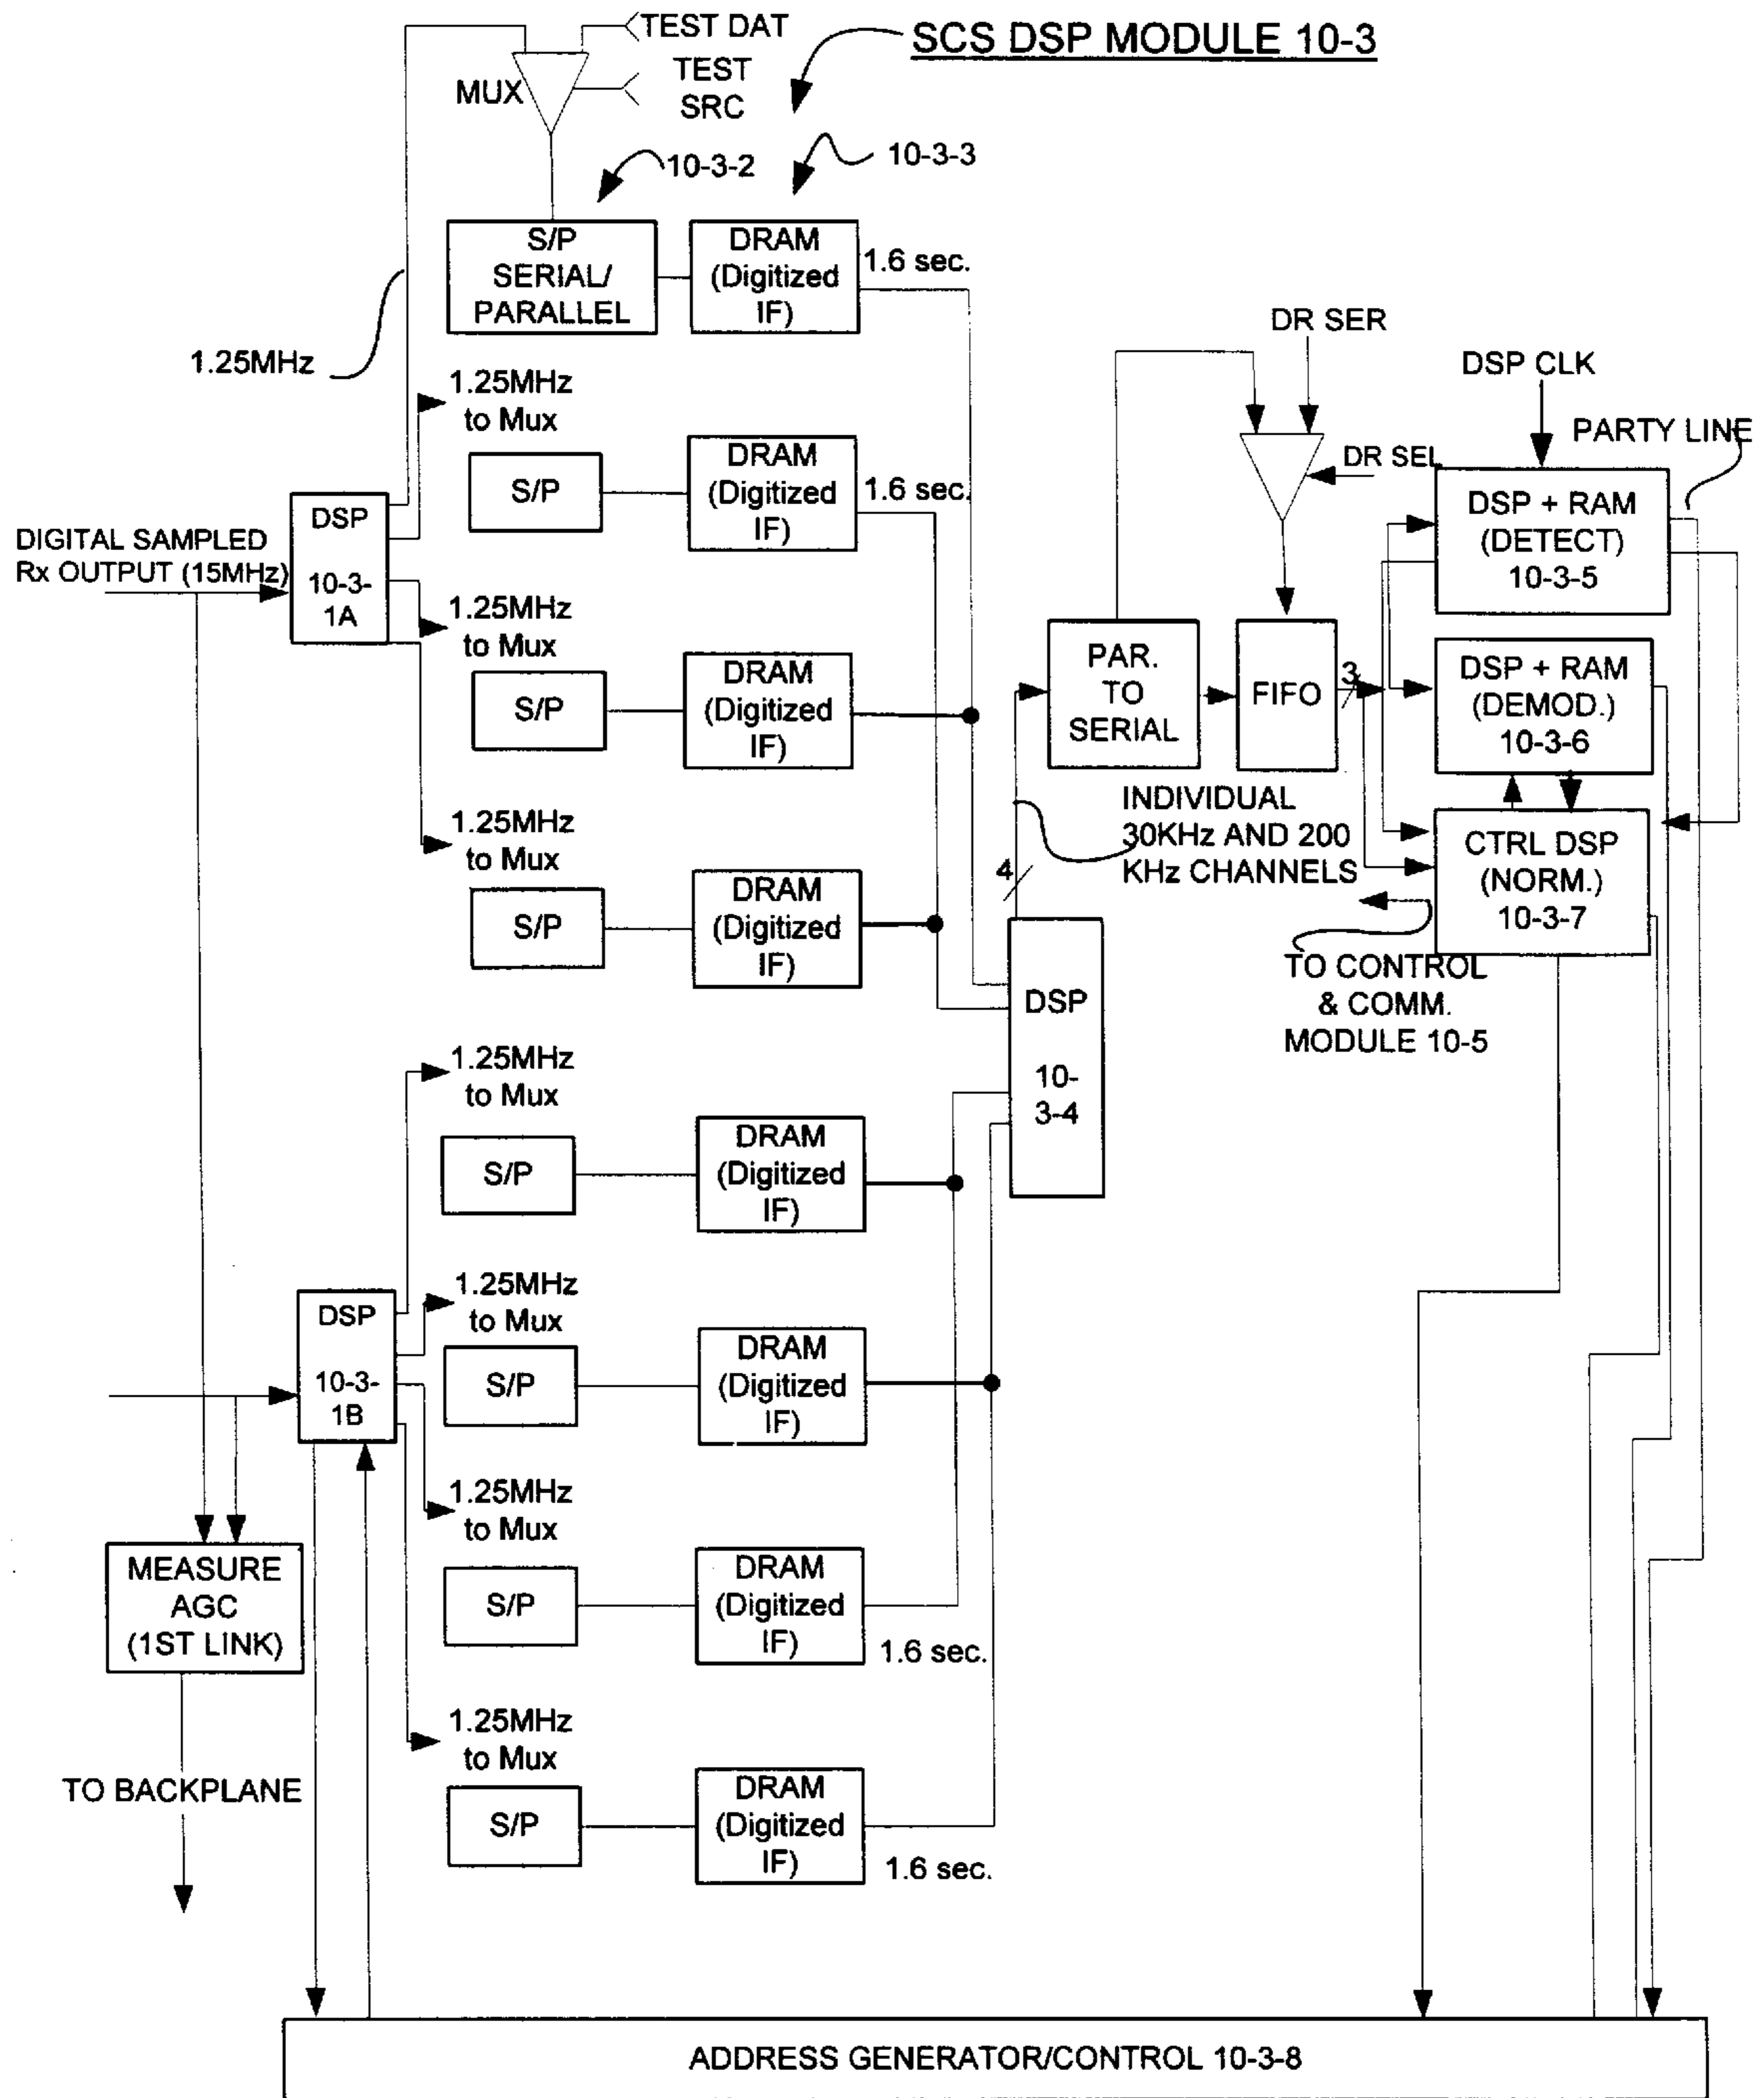 TEST DAT
SCS DSP MODULE 10-3
MUX
TEST
SRC
10-3-2
10-3-3
S/P
SERIAL/
PARALLEL
DRAM
(Digitized
IF)
1.6 sec.
1.25MHz
1.25MHz
to Mux
S/P
DRAM
(Digitized
IF)
1.6 sec.
DIGITAL SAMPLED
Rx OUTPUT (15MHz)
DSP
10-3-
1A
1.25MHz
to Mux
S/P
DRAM
(Digitized
IF)
1.25MHz
to Mux
S/P
DRAM
(Digitized
IF)
DR SER
DSP CLK
PARTY LINE
DR SEL
DSP + RAM
(DETECT)
10-3-5
PAR.
TO
SERIAL
FIFO
3
DSP + RAM
(DEMOD.)
10-3-6
INDIVIDUAL
30KHz AND 200
KHz CHANNELS
4
CTRL DSP
(NORM.)
10-3-7
TO CONTROL
& COMM.
MODULE 10-5
DSP
10-
3-4
1.25MHz
to Mux
S/P
DRAM
(Digitized
IF)
DSP
10-3-
1B
1.25MHz
to Mux
S/P
DRAM
(Digitized
IF)
1.25MHz
to Mux
S/P
DRAM
(Digitized
IF)
1.6 sec.
MEASURE
AGC
(1ST LINK)
1.25MHz
to Mux
S/P
DRAM
(Digitized
IF)
1.6 sec.
TO BACKPLANE
ADDRESS GENERATOR/CONTROL 10-3-8